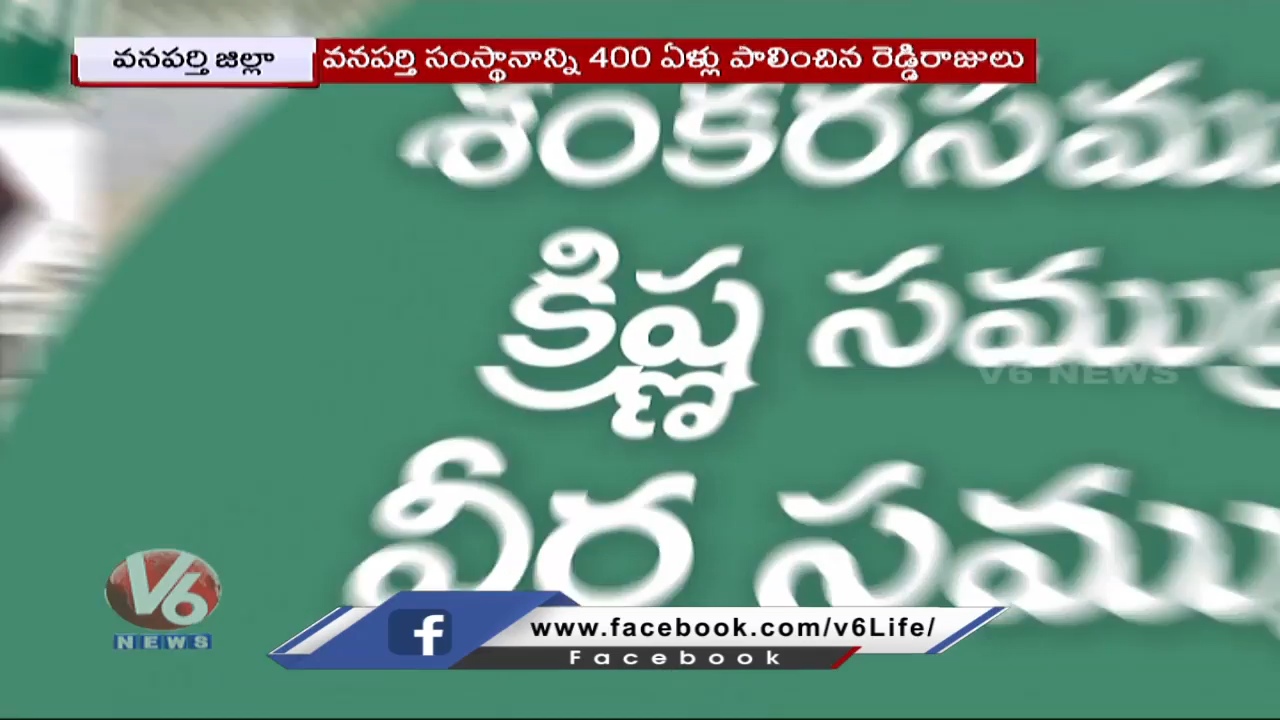 వనపర్తి జిల్లా
వనపర్తి సంస్థానాన్ని 400 ఏళ్లు పాలించిన రెడ్డిరాజులు
శంకరసము
క్రిష్ణ సముద్ర
వీర సము
V6 NEWS
V6
NEWS
www.facebook.com/v6Life/
Facebook